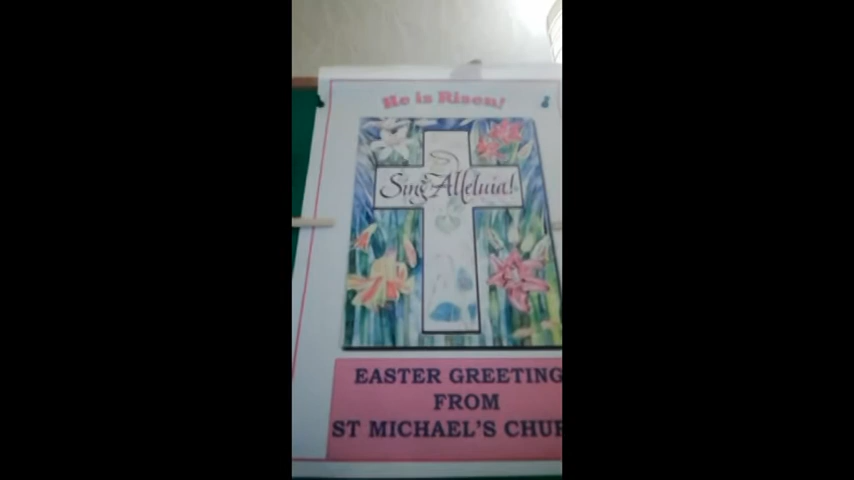 He is Risen!
Sing Alleluia!
EASTER GREETING
FROM
ST MICHAEL'S CHUR